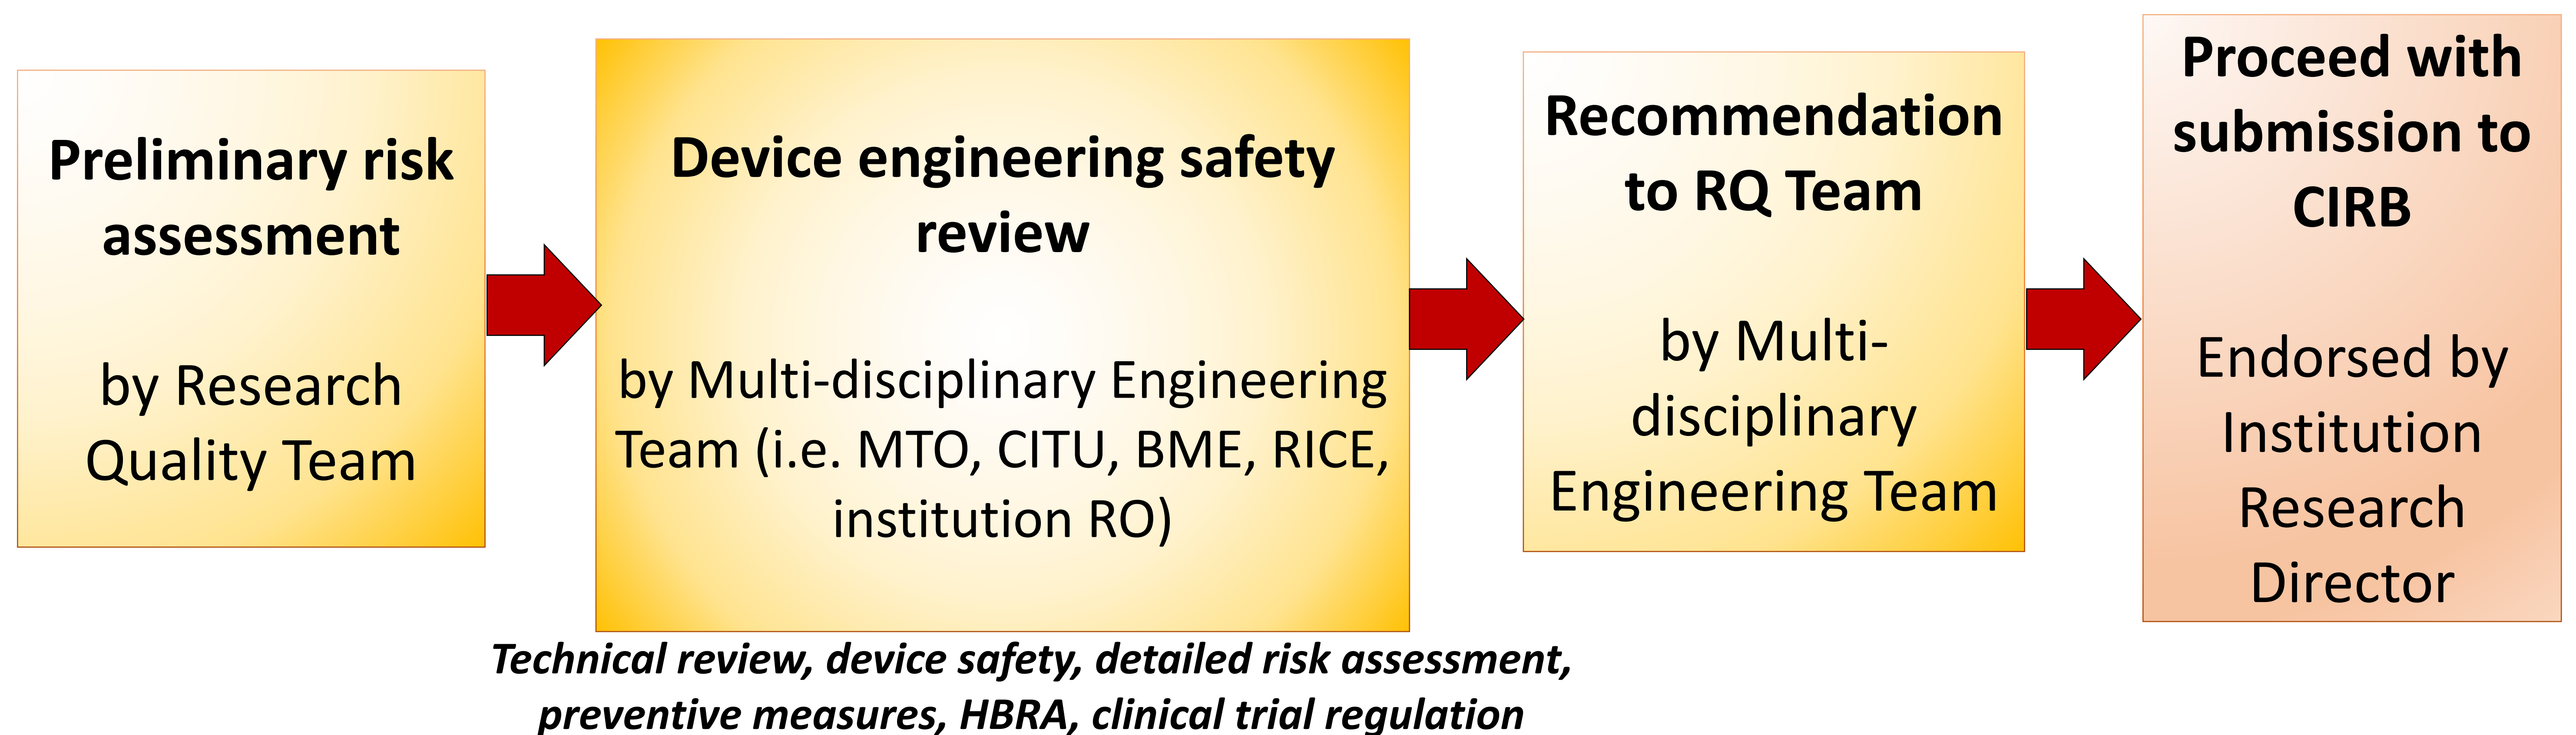 Preliminary risk
assessment
by Research
Quality Team
Device engineering safety
review
by Multi-disciplinary Engineering
Team (i.e. MTO, CITU, BME, RICE,
institution RO)
Technical review, device safety, detailed risk assessment,
preventive measures, HBRA, clinical trial regulation
Recommendation
to RQ Team
by Multi-
disciplinary
Engineering Team
Proceed with
submission to
CIRB
Endorsed by
Institution
Research
Director